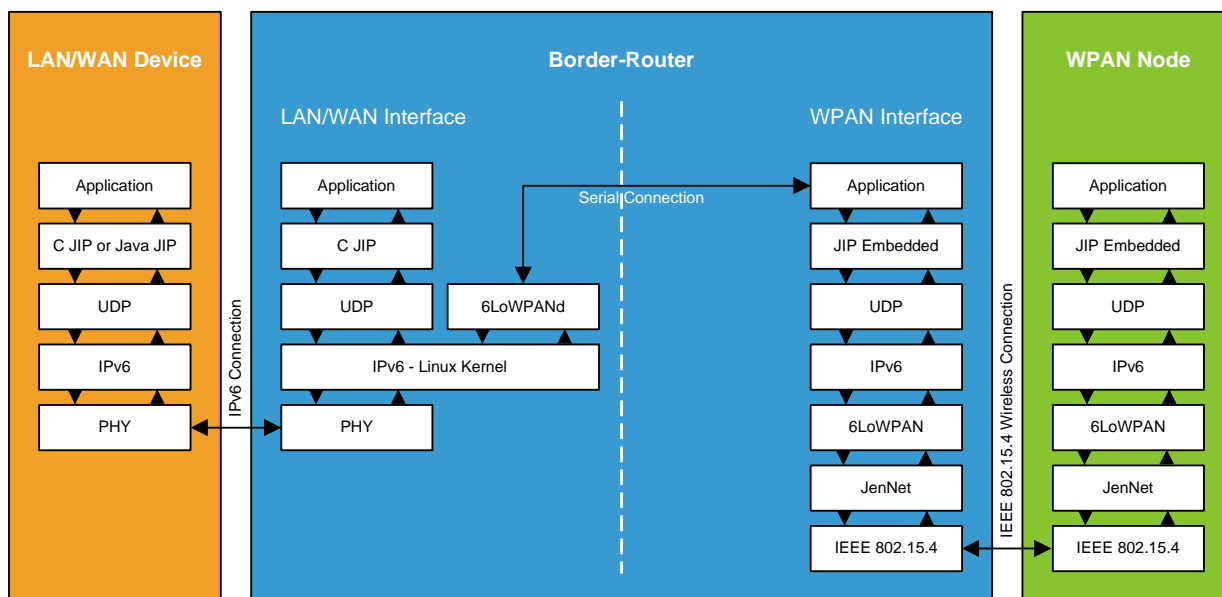 LAN/WAN Device
Application
C JIP or Java JIP
UDP
IPv6
PHY
IPv6 Connection
Border-Router
LAN/WAN Interface
Application
C JIP
UDP
6LoWPANd
IPv6 - Linux Kernel
PHY
Serial Connection
WPAN Interface
Application
JIP Embedded
UDP
IPv6
6LoWPAN
JenNet
IEEE 802.15.4
IEEE 802.15.4 Wireless Connection
WPAN Node
Application
JIP Embedded
UDP
IPv6
6LoWPAN
JenNet
IEEE 802.15.4